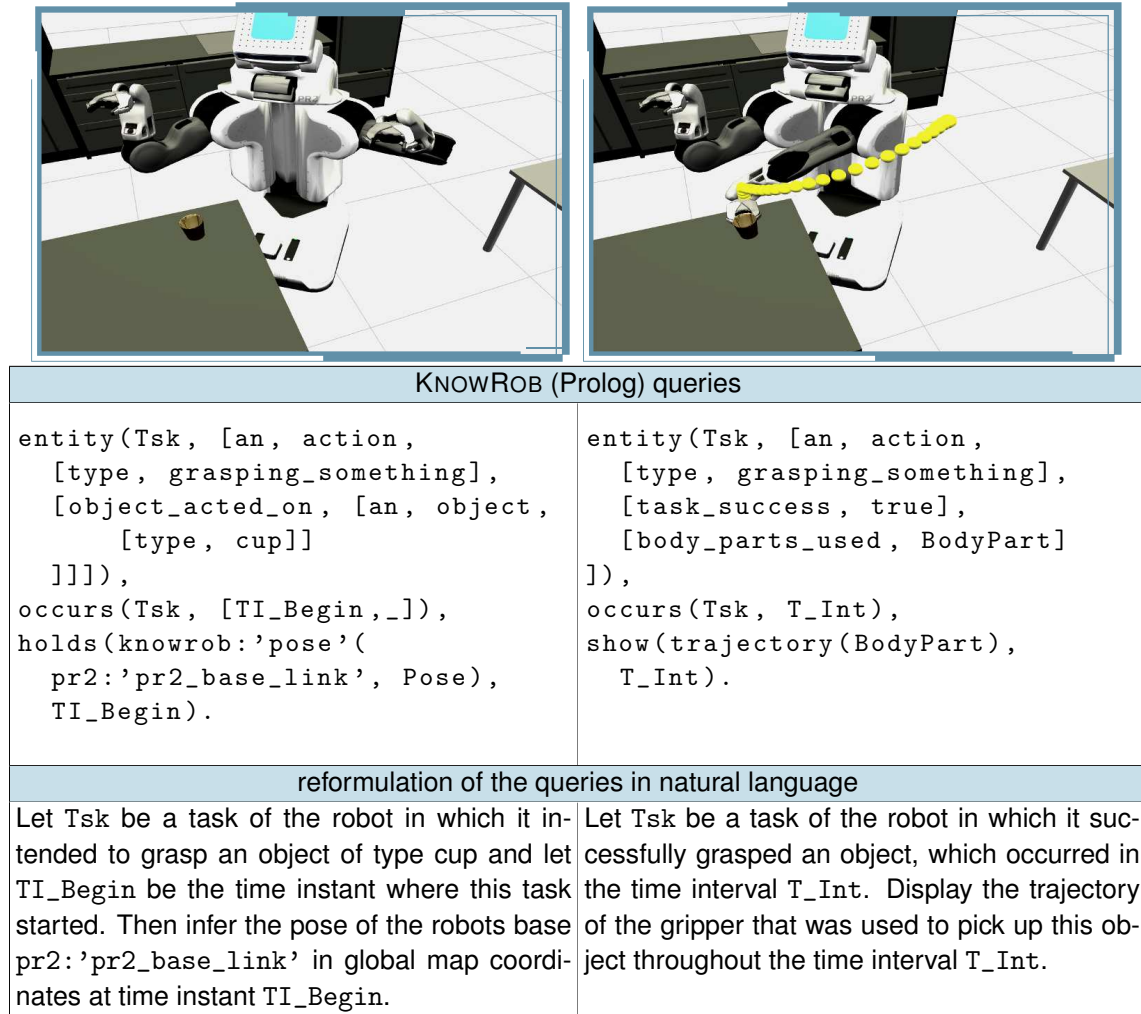 PR2
KNOWROB (Prolog) queries
entity(Tsk, [an, action,
  [type, grasping_something],
  [object_acted_on, [an, object,
       [type, cup]]
  ]]]),
occurs(Tsk, [TI_Begin,_]),
holds(knowrob:'pose'(
  pr2:'pr2_base_link', Pose),
  TI_Begin).
entity(Tsk, [an, action,
  [type, grasping_something],
  [task_success, true],
  [body_parts_used, BodyPart]
]),
occurs(Tsk, T_Int),
show(trajectory(BodyPart),
  T_Int).
reformulation of the queries in natural language
Let Tsk be a task of the robot in which it in-
tended to grasp an object of type cup and let
TI_Begin be the time instant where this task
started. Then infer the pose of the robots base
pr2:'pr2_base_link' in global map coordi-
nates at time instant TI_Begin.
Let Tsk be a task of the robot in which it suc-
cessfully grasped an object, which occurred in
the time interval T_Int. Display the trajectory
of the gripper that was used to pick up this ob-
ject throughout the time interval T_Int.